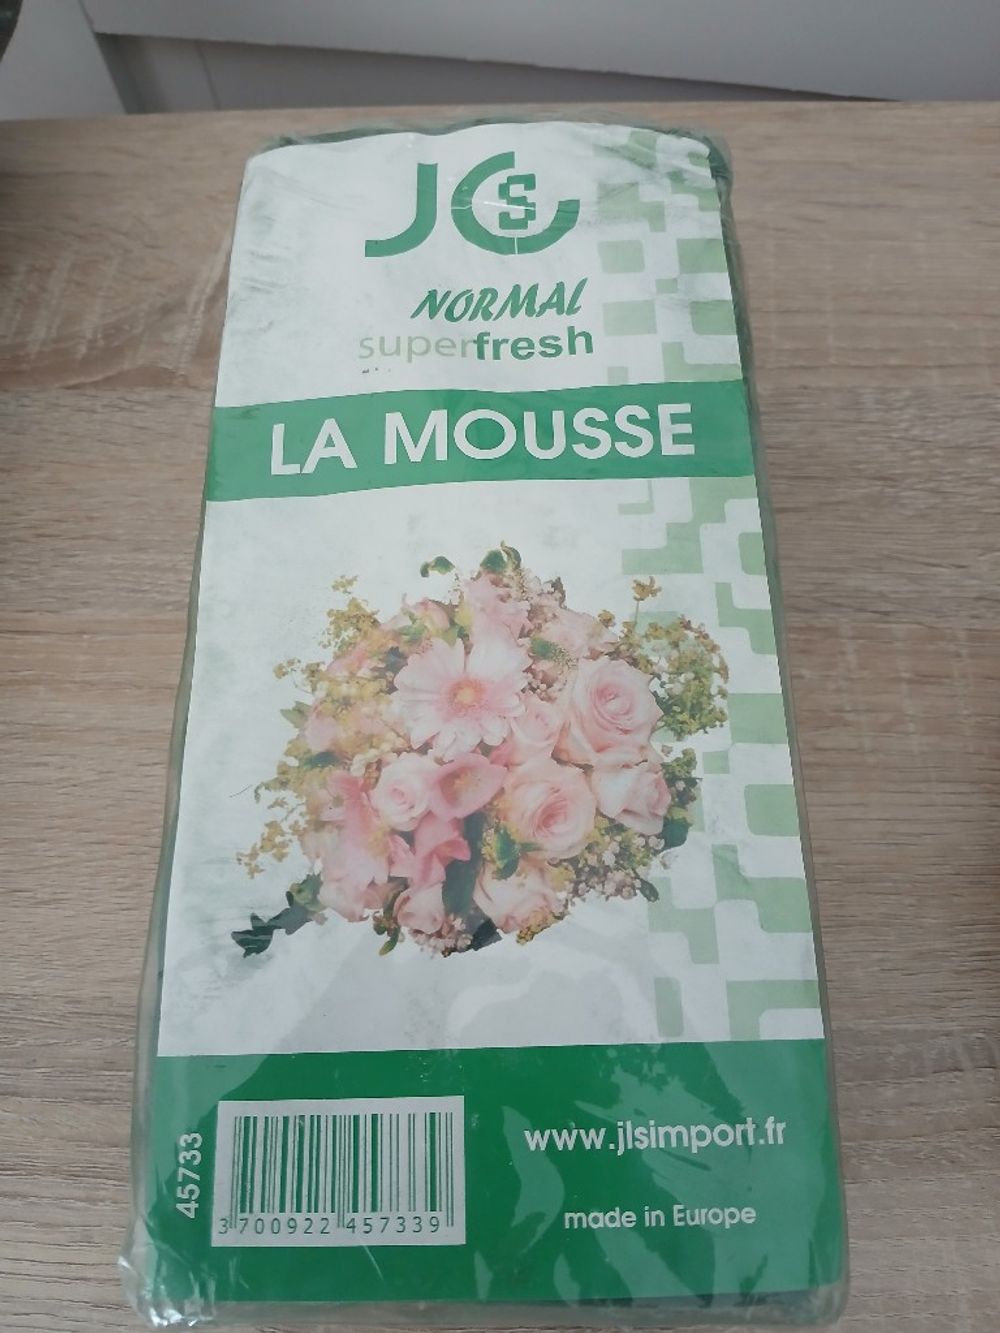 JLS
NORMAL
superfresh
LA MOUSSE
45733
3 700922 457339
www.jlsimport.fr
made in Europe